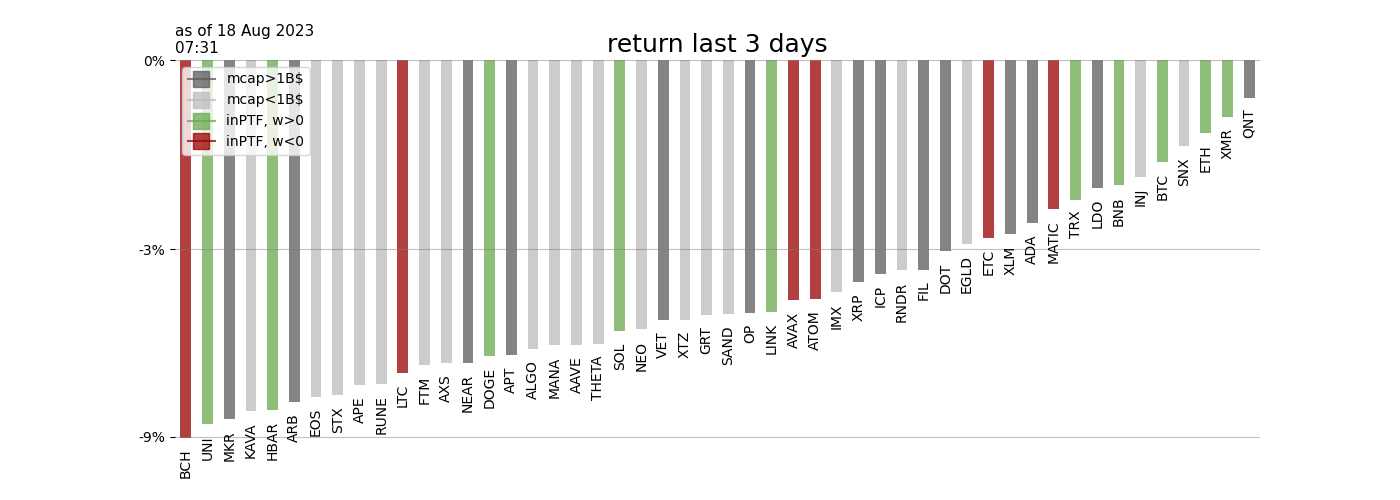 as of 18 Aug 2023
07:31
return last 3 days
0%
-3%
-9%
mcap>1B$
mcap<1B$
inPTF, w>0
inPTF, w<0
BCH
UNI
MKR
KAVA
HBAR
ARB
EOS
STX
APE
RUNE
LTC
FTM
AXS
NEAR
DOGE
APT
ALGO
MANA
AAVE
THETA
SOL
NEO
VET
XTZ
GRT
SAND
OP
LINK
AVAX
ATOM
IMX
XRP
ICP
RNDR
FIL
DOT
EGLD
ETC
XLM
ADA
MATIC
TRX
LDO
BNB
INJ
BTC
SNX
ETH
XMR
QNT